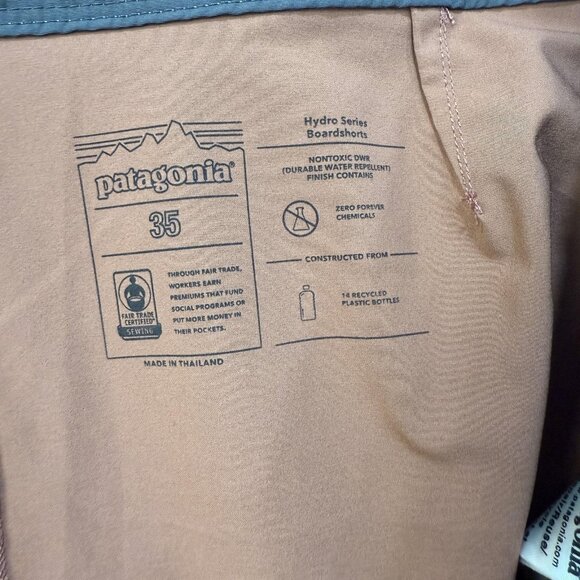 patagonia®
35
FAIR TRADE
CERTIFIED
SEWING
THROUGH FAIR TRADE,
WORKERS EARN
PREMIUMS THAT FUND
SOCIAL PROGRAMS OR
PUT MORE MONEY IN
THEIR POCKETS.
MADE IN THAILAND
Hydro Series
Boardshorts
NONTOXIC DWR
(DURABLE WATER REPELLENT)
FINISH CONTAINS
ZERO FOREVER
CHEMICALS
CONSTRUCTED FROM
RECYCLED
PLASTIC BOTTLES
patagonia.com